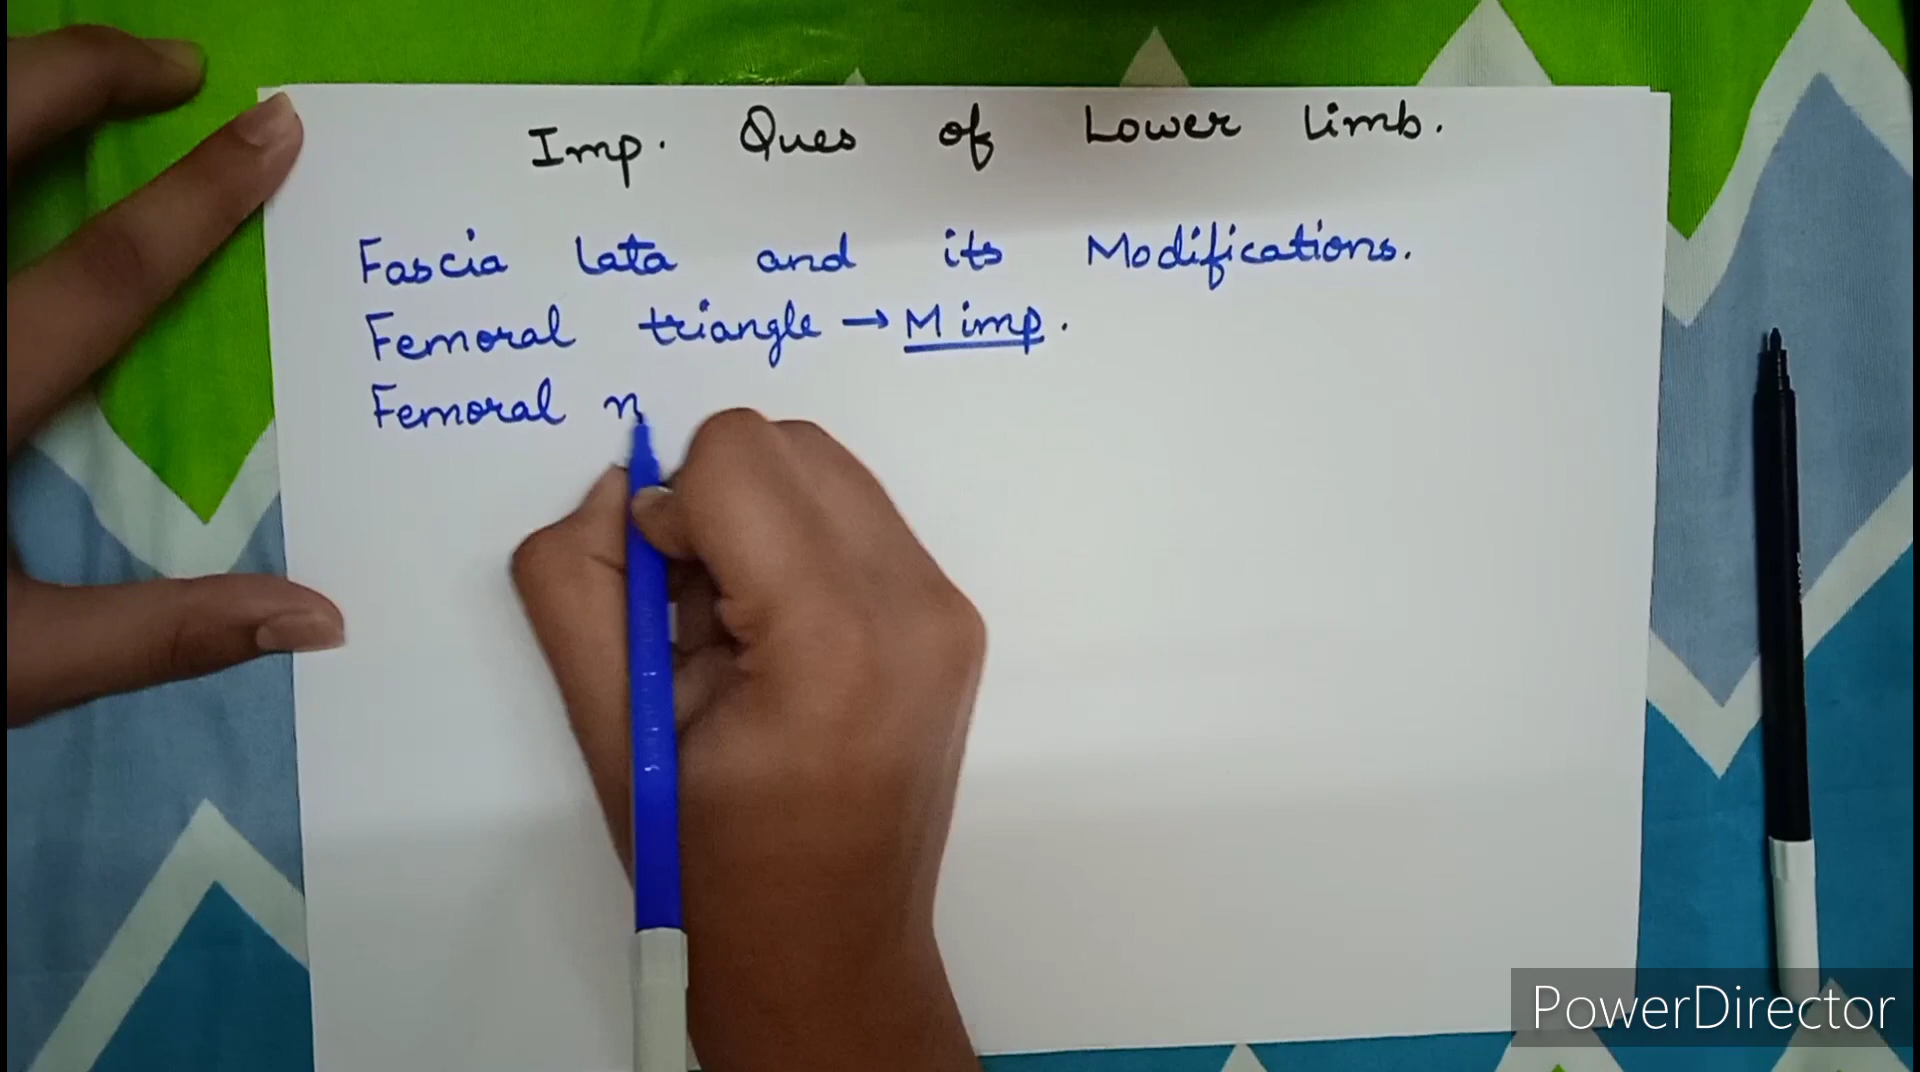 Imp. Ques of Lower limb.
Fascia lata and its Modifications.
Femoral triangle → M imp.
Femoral n
PowerDirector